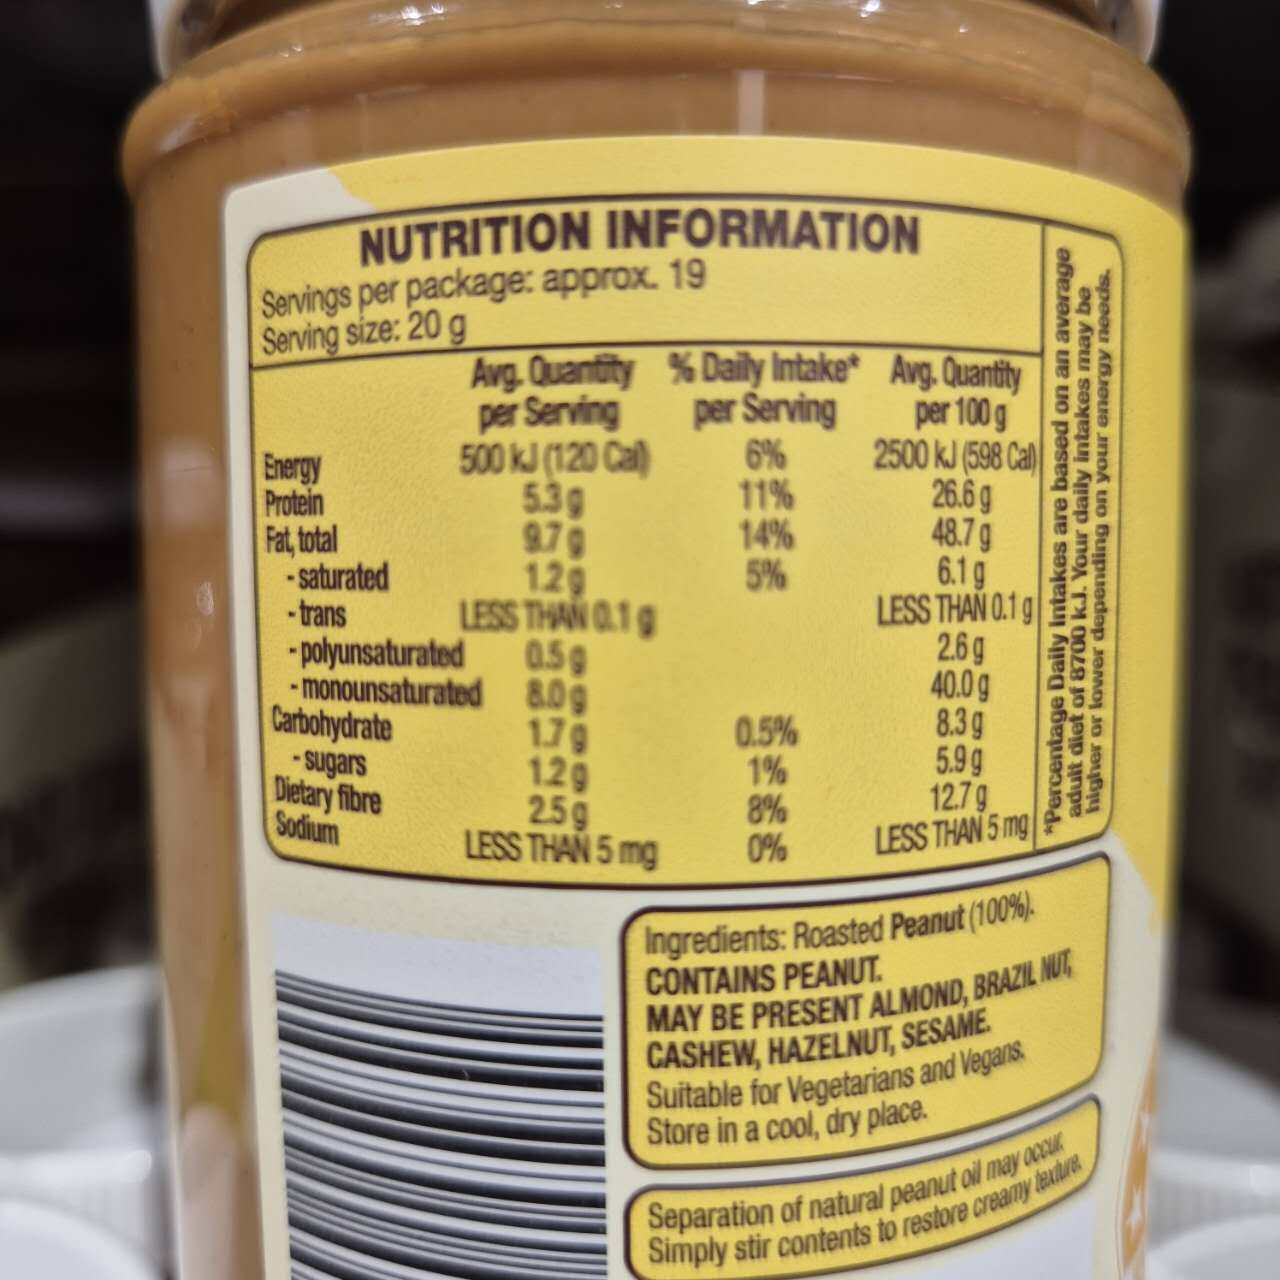 NUTRITION INFORMATION
Servings per package: approx. 19
Serving size: 20 g
Avg. Quantity % Daily Intake* Avg. Quantity
per Serving per Serving per 100 g
Energy 500 kJ (120 Cal) 6% 2500 kJ (598 Cal)
Protein 5.3 g 11% 26.6 g
Fat, total 9.7 g 14% 48.7 g
- saturated 1.2 g 5% 6.1 g
- trans LESS THAN 0.1 g LESS THAN 0.1 g
- polyunsaturated 0.5 g 2.6 g
- monounsaturated 8.0 g 40.0 g
Carbohydrate 1.7 g 0.5% 8.3 g
- sugars 1.2 g 1% 5.9 g
Dietary fibre 2.5 g 8% 12.7 g
Sodium LESS THAN 5 mg 0% LESS THAN 5 mg
*Percentage Daily Intakes are based on an average
adult diet of 8700 kJ. Your daily intakes may be
higher or lower depending on your energy needs.
Ingredients: Roasted Peanut (100%).
CONTAINS PEANUT.
MAY BE PRESENT ALMOND, BRAZIL NUT,
CASHEW, HAZELNUT, SESAME.
Suitable for Vegetarians and Vegans.
Store in a cool, dry place.
Separation of natural peanut oil may occur.
Simply stir contents to restore creamy texture.